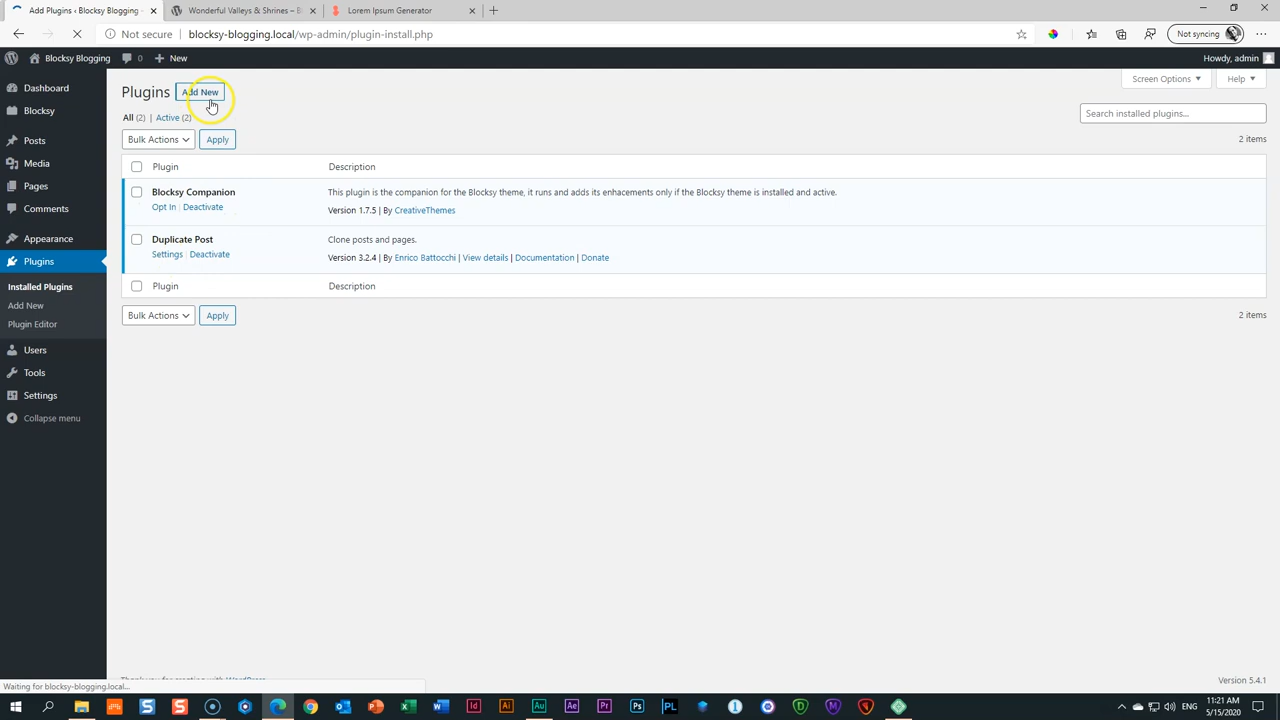 Add Plugins ‹ Blocksy Blogging
Wonderful Valleys & Shrines – B
Lorem Ipsum Generator
Not secure
blocksy-blogging.local/wp-admin/plugin-install.php
Not syncing
Blocksy Blogging
0
New
Howdy, admin
Dashboard
Blocksy
Posts
Media
Pages
Comments
Appearance
Plugins
Installed Plugins
Add New
Plugin Editor
Users
Tools
Settings
Collapse menu
Screen Options
Help
Plugins
Add New
All (2) | Active (2)
Search installed plugins...
Bulk Actions
Apply
2 items
Plugin
Description
Blocksy Companion
This plugin is the companion for the Blocksy theme, it runs and adds its enhacements only if the Blocksy theme is installed and active.
Opt In | Deactivate
Version 1.7.5 | By CreativeThemes
Duplicate Post
Clone posts and pages.
Settings | Deactivate
Version 3.2.4 | By Enrico Battocchi | View details | Documentation | Donate
Plugin
Description
Bulk Actions
Apply
2 items
Thank you for creating with WordPress
Version 5.4.1
Waiting for blocksy-blogging.local...
ENG
11:21 AM
5/15/2020